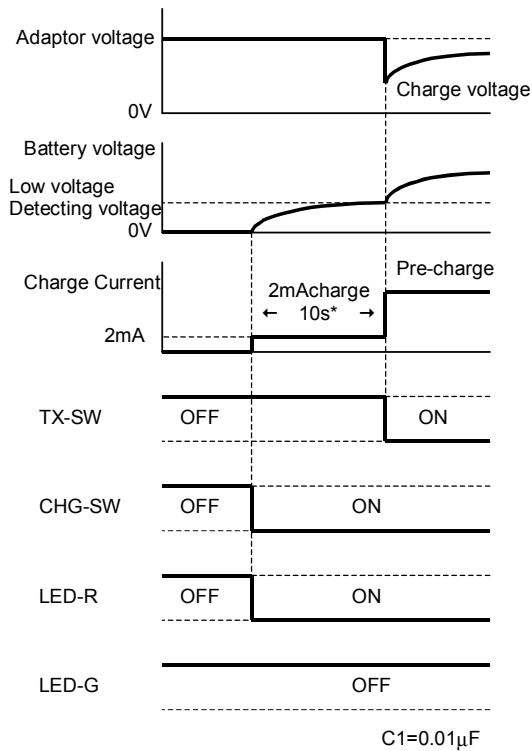 Adaptor voltage
Charge voltage
0V
Battery voltage
Low voltage
Detecting voltage
0V
Charge Current
Pre-charge
2mAcharge
← 10s* →
2mA
TX-SW OFF ON
CHG-SW OFF ON
LED-R OFF ON
LED-G OFF
C1=0.01μF